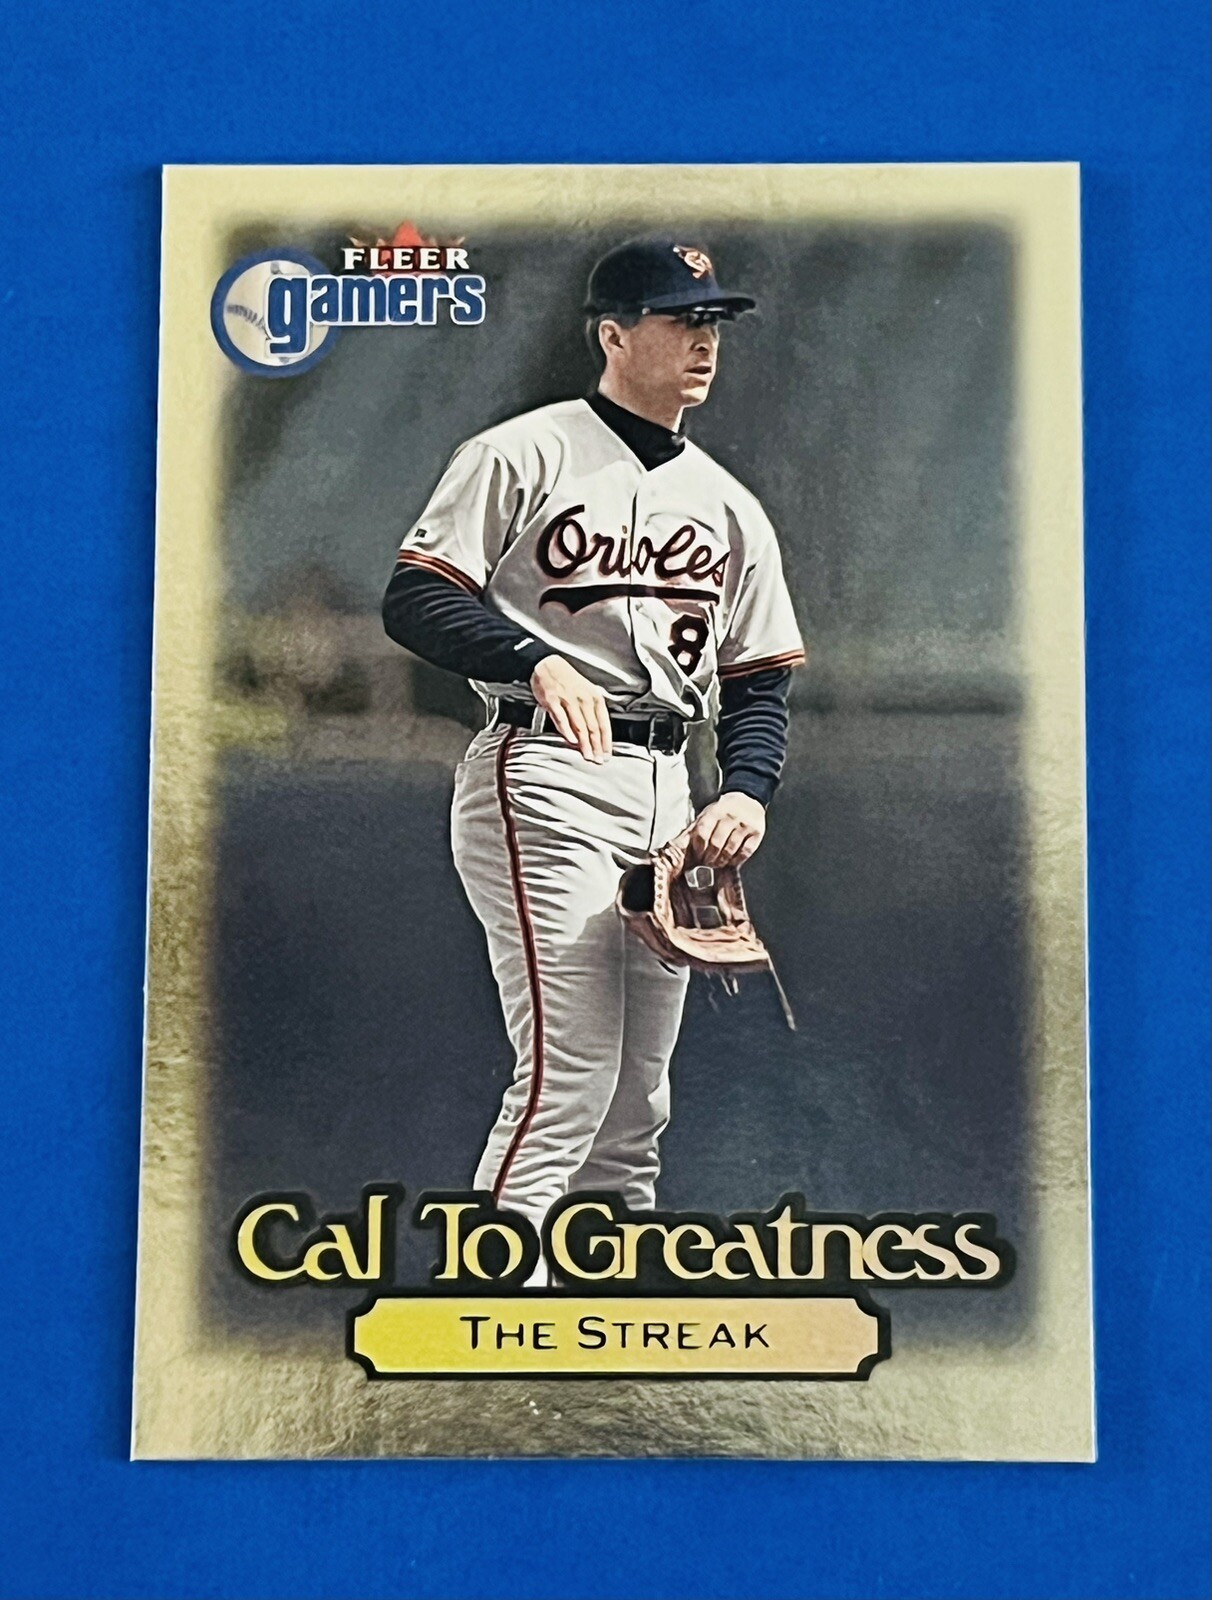 FLEER
gamers
Orioles
8
Cal To Greatness
THE STREAK